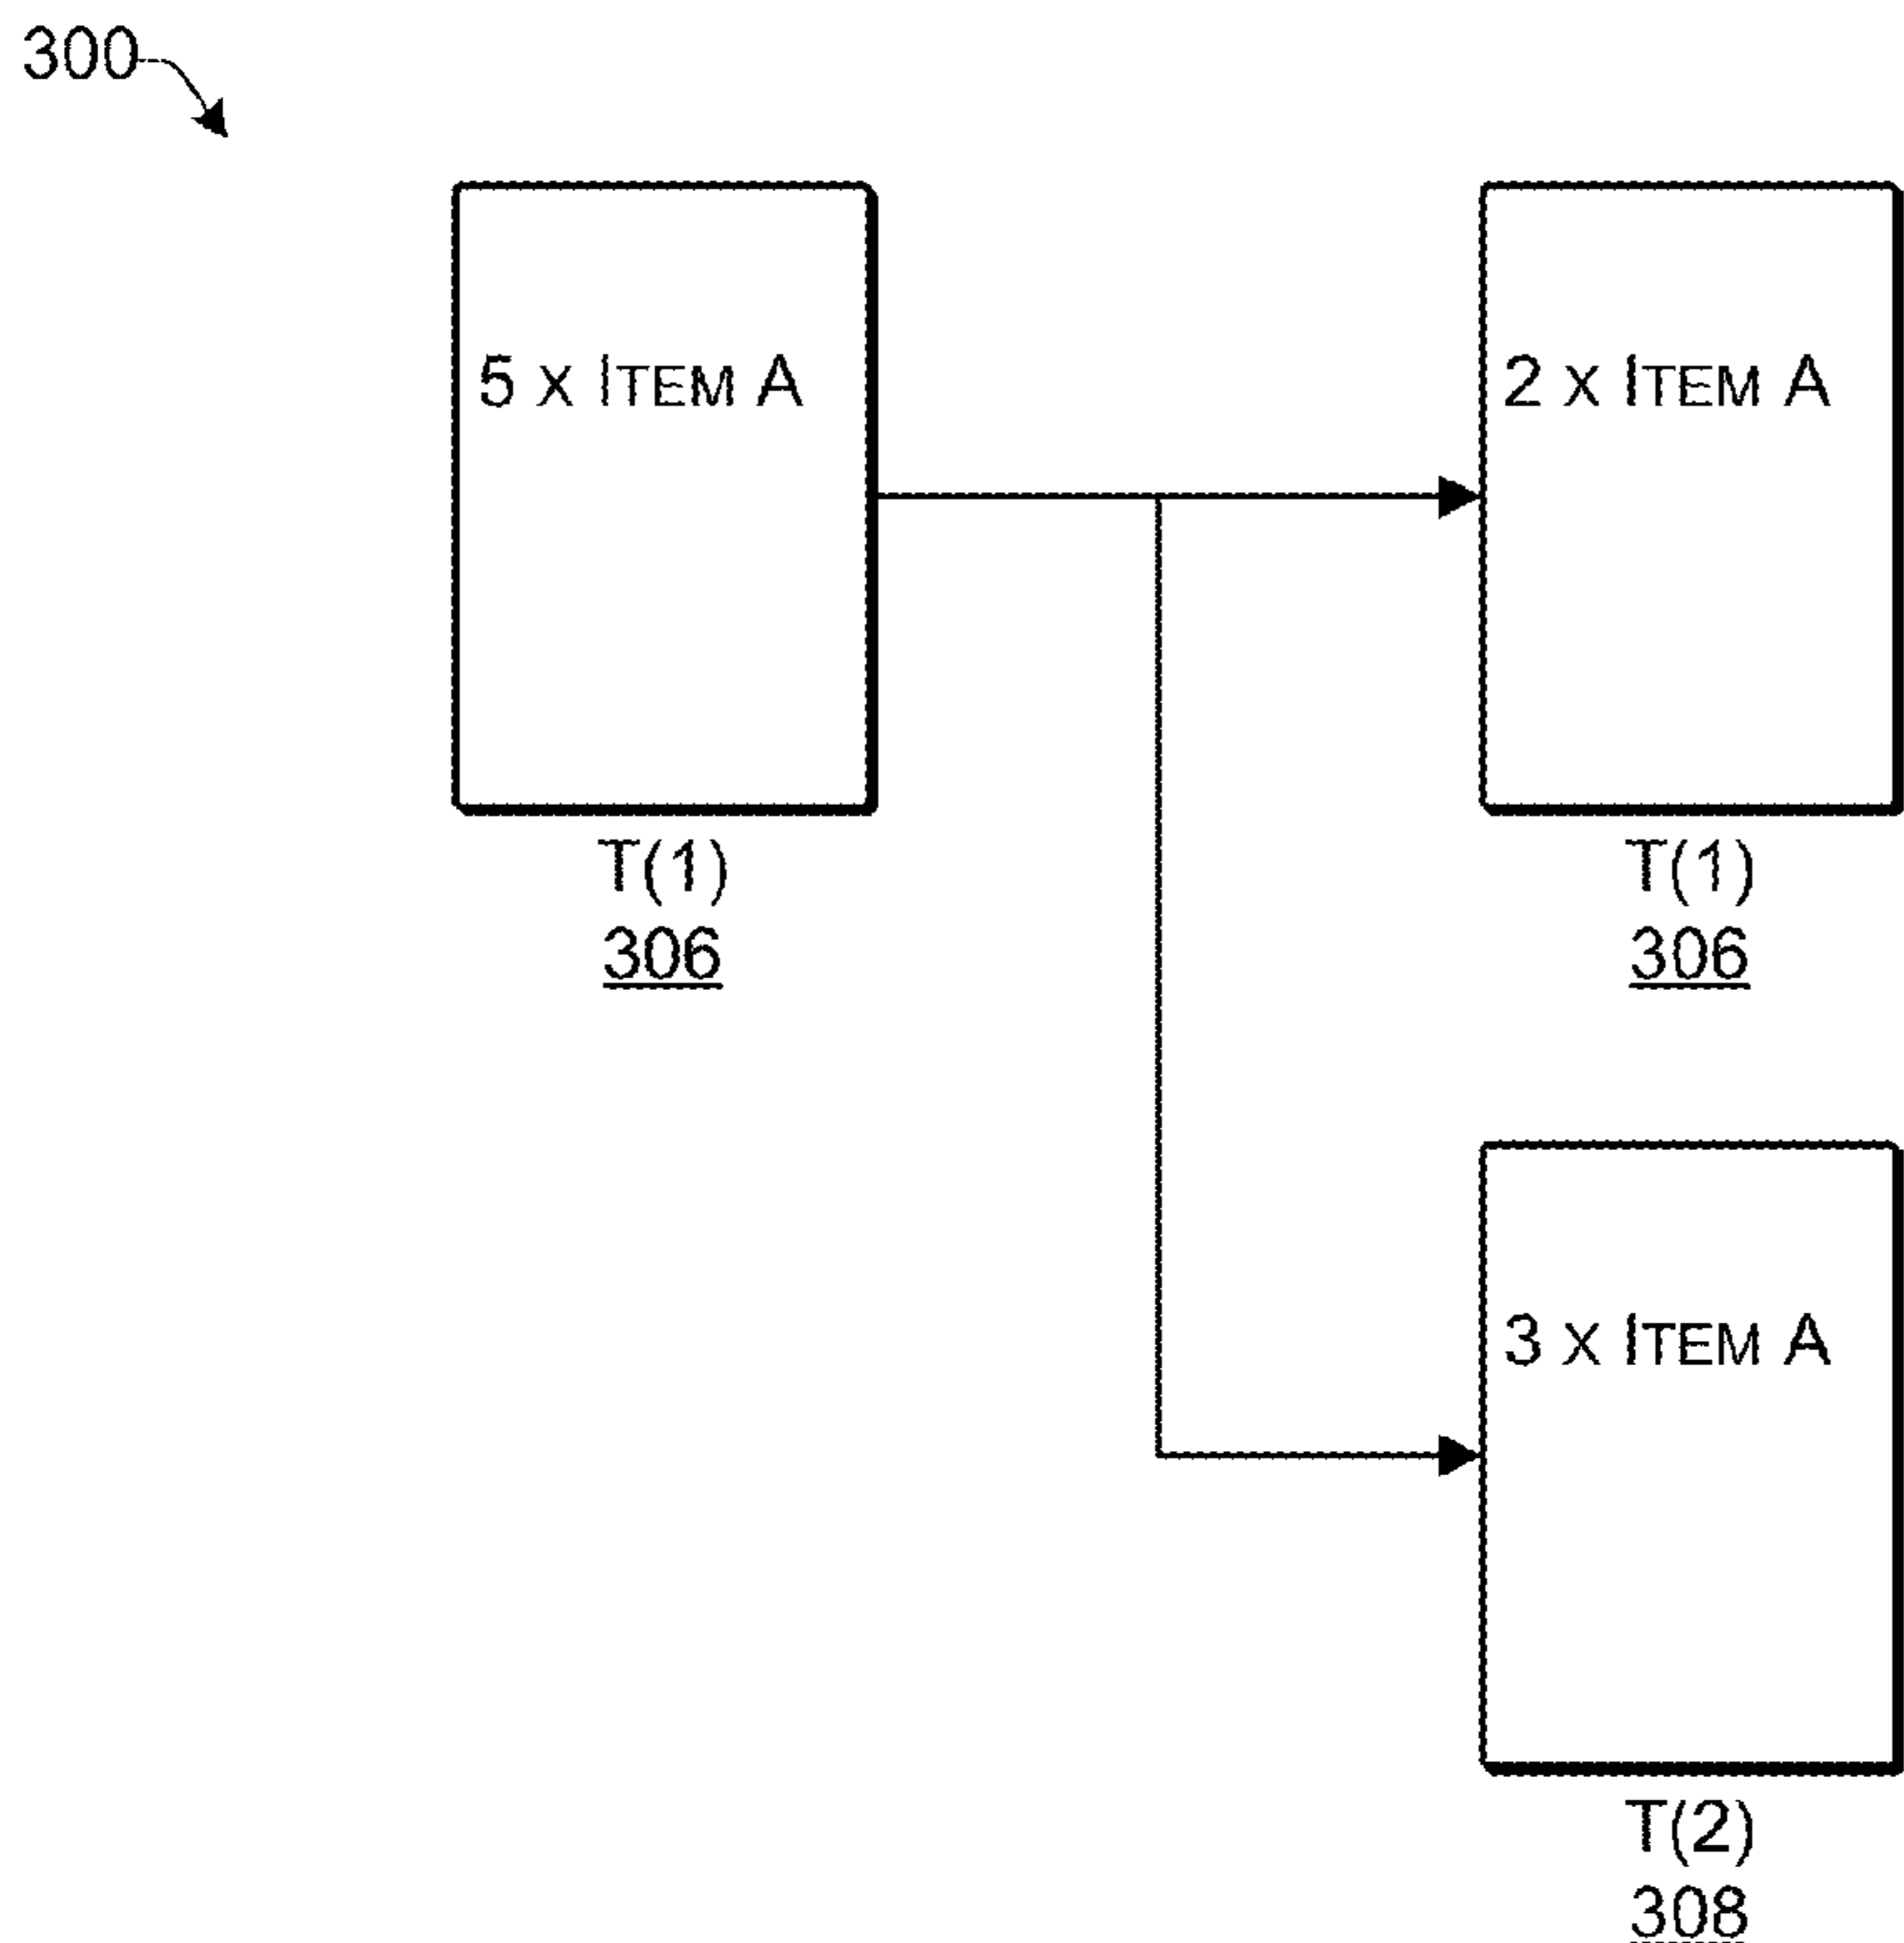 300
5 x ITEM A
2 x ITEM A
T(1)
306
T(1)
306
3 x ITEM A
T(2)
308